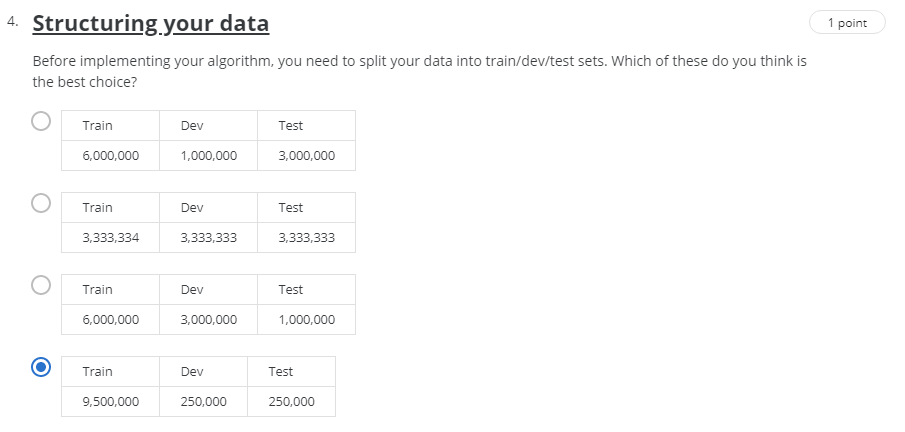 4. Structuring your data
1 point
Before implementing your algorithm, you need to split your data into train/dev/test sets. Which of these do you think is
the best choice?
Train Dev Test
6,000,000 1,000,000 3,000,000
Train Dev Test
3,333,334 3,333,333 3,333,333
Train Dev Test
6,000,000 3,000,000 1,000,000
Train Dev Test
9,500,000 250,000 250,000